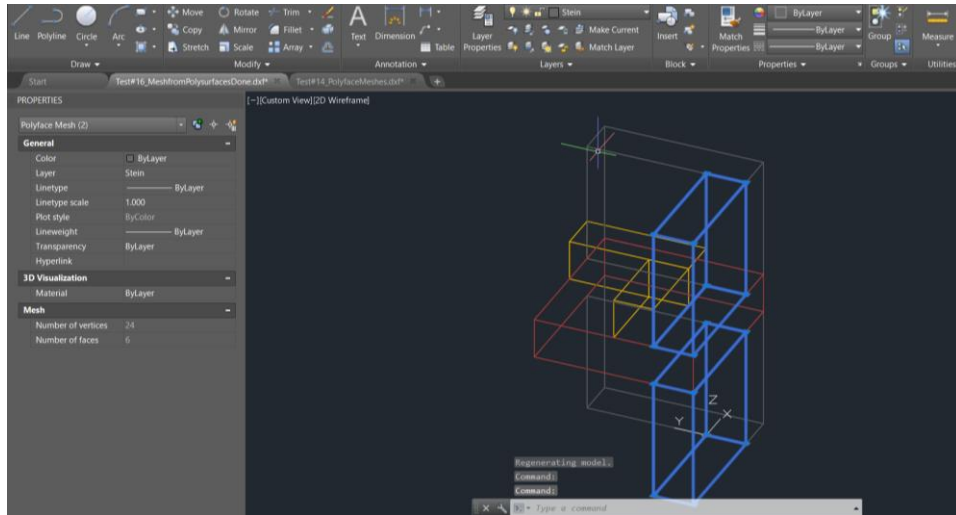 Line Polyline Circle Arc
Move Rotate Trim
Copy Mirror Fillet
Stretch Scale Array
Text Dimension
Table
Layer Properties
Stein
Make Current
Match Layer
Insert
Match Properties
ByLayer
ByLayer
ByLayer
Group
Measure
Draw Modify Annotation Layers Block Properties Groups Utilities
Start Test#16_MeshfromPolysurfacesDone.dxf* Test#14_PolyfaceMeshes.dxf*
PROPERTIES
[−][Custom View][2D Wireframe]
Polyface Mesh (2)
General
Color ByLayer
Layer Stein
Linetype ByLayer
Linetype scale 1.000
Plot style ByColor
Lineweight ByLayer
Transparency ByLayer
Hyperlink
3D Visualization
Material ByLayer
Mesh
Number of vertices 24
Number of faces 6
Z
Y X
Regenerating model.
Command:
Command:
Type a command